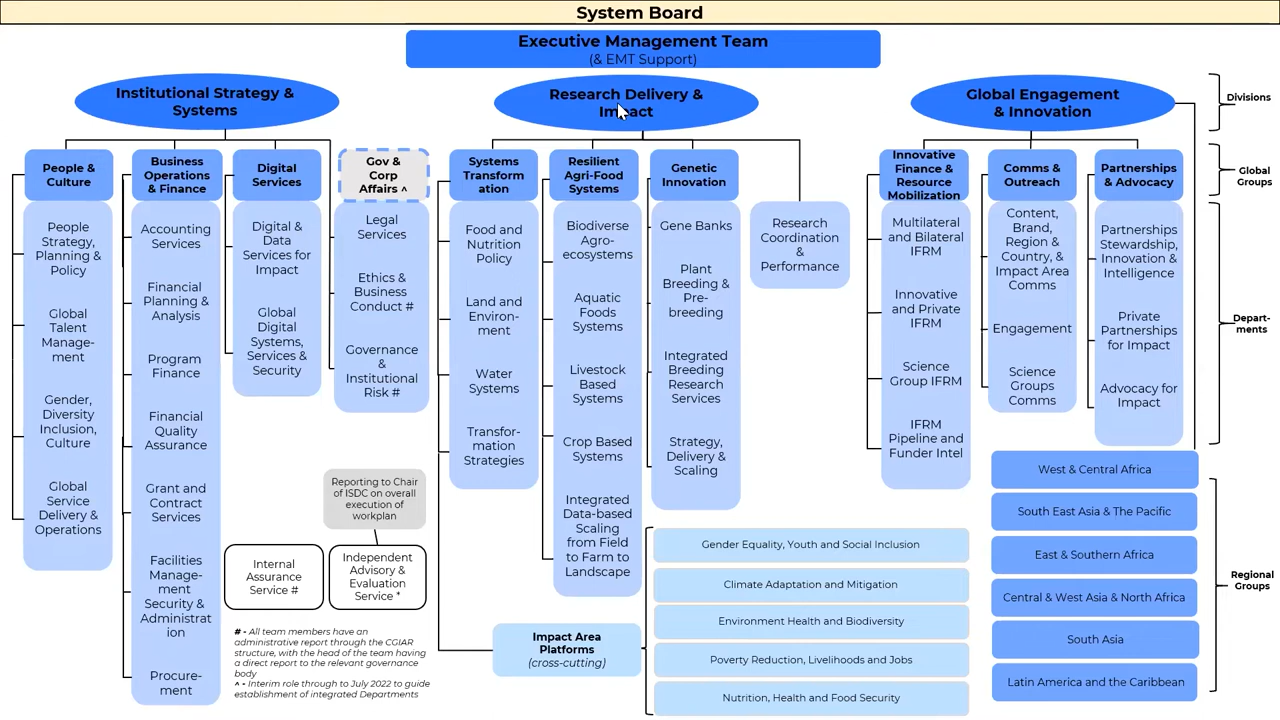 System Board
Executive Management Team
(& EMT Support)
Institutional Strategy &
Systems
Research Delivery &
Impact
Global Engagement
& Innovation
Divisions
People &
Culture
Business
Operations
& Finance
Digital
Services
Gov &
Corp
Affairs ^
Systems
Transform
ation
Resilient
Agri-Food
Systems
Genetic
Innovation
Innovative
Finance &
Resource
Mobilization
Comms &
Outreach
Partnerships
& Advocacy
Global
Groups
People
Strategy,
Planning &
Policy
Global
Talent
Manage-
ment
Gender,
Diversity
Inclusion,
Culture
Global
Service
Delivery &
Operations
Accounting
Services
Financial
Planning &
Analysis
Program
Finance
Financial
Quality
Assurance
Grant and
Contract
Services
Facilities
Manage-
ment
Security &
Administrat
ion
Procure-
ment
Digital &
Data
Services for
Impact
Global
Digital
Systems,
Services &
Security
Legal
Services
Ethics &
Business
Conduct #
Governance
&
Institutional
Risk #
Food and
Nutrition
Policy
Land and
Environ-
ment
Water
Systems
Transfor-
mation
Strategies
Biodiverse
Agro-
ecosystems
Aquatic
Foods
Systems
Livestock
Based
Systems
Crop Based
Systems
Integrated
Data-based
Scaling
from Field
to Farm to
Landscape
Gene Banks
Plant
Breeding &
Pre-
breeding
Integrated
Breeding
Research
Services
Strategy,
Delivery &
Scaling
Research
Coordination
&
Performance
Multilateral
and Bilateral
IFRM
Innovative
and Private
IFRM
Science
Group IFRM
IFRM
Pipeline and
Funder Intel
Content,
Brand,
Region &
Country, &
Impact Area
Comms
Engagement
Science
Groups
Comms
Partnerships
Stewardship,
Innovation &
Intelligence
Private
Partnerships
for Impact
Advocacy for
Impact
Depart-
ments
Reporting to Chair
of ISDC on overall
execution of
workplan
Internal
Assurance
Service #
Independent
Advisory &
Evaluation
Service *
# - All team members have an
administrative report through the CGIAR
structure, with the head of the team having
a direct report to the relevant governance
body
^ - Interim role through to July 2022 to guide
establishment of integrated Departments
Impact Area
Platforms
(cross-cutting)
Gender Equality, Youth and Social Inclusion
Climate Adaptation and Mitigation
Environment Health and Biodiversity
Poverty Reduction, Livelihoods and Jobs
Nutrition, Health and Food Security
West & Central Africa
South East Asia & The Pacific
East & Southern Africa
Central & West Asia & North Africa
South Asia
Latin America and the Caribbean
Regional
Groups